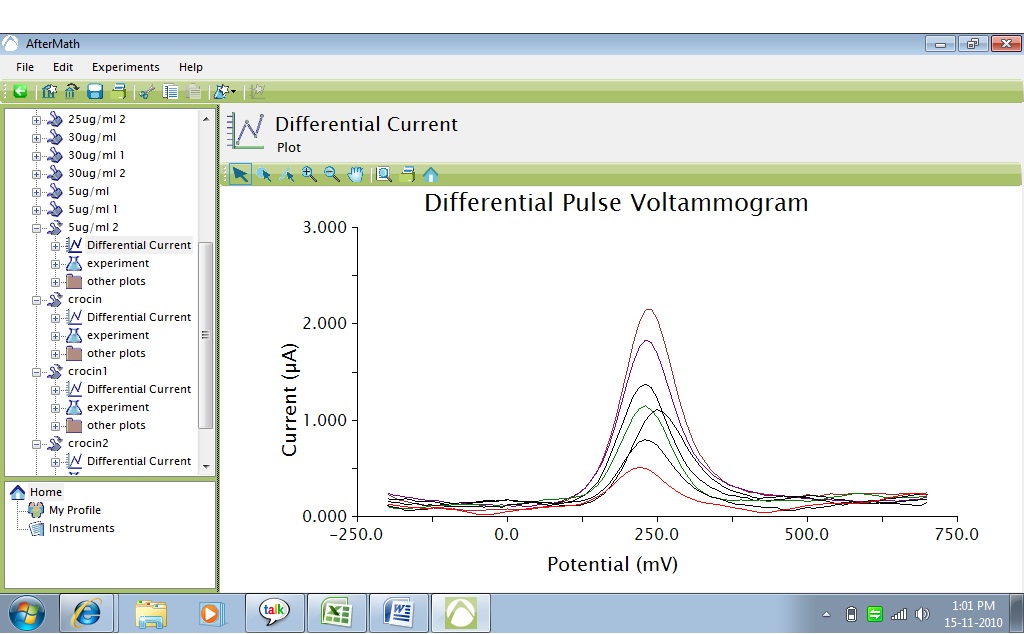 AfterMath
File Edit Experiments Help
25ug/ml 2
30ug/ml
30ug/ml 1
30ug/ml 2
5ug/ml
5ug/ml 1
5ug/ml 2
Differential Current
experiment
other plots
crocin
Differential Current
experiment
other plots
crocin1
Differential Current
experiment
other plots
crocin2
Differential Current
Home
My Profile
Instruments
Differential Current
Plot
Differential Pulse Voltammogram
3.000
2.000
1.000
0.000
Current (µA)
−250.0 0.0 250.0 500.0 750.0
Potential (mV)
talk
1:01 PM
15-11-2010